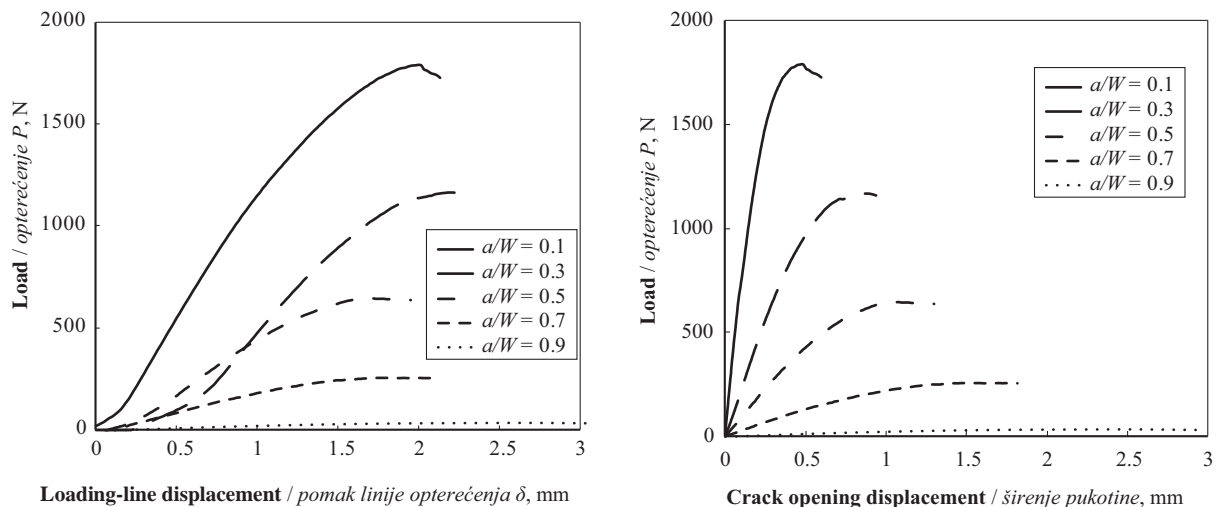 2000
1500
1000
500
0
Load / opterećenje P, N
a/W = 0.1
a/W = 0.3
a/W = 0.5
a/W = 0.7
a/W = 0.9
0 0.5 1 1.5 2 2.5 3
Loading-line displacement / pomak linije opterećenja δ, mm
2000
1500
1000
500
0
Load / opterećenje P, N
a/W = 0.1
a/W = 0.3
a/W = 0.5
a/W = 0.7
a/W = 0.9
0 0.5 1 1.5 2 2.5 3
Crack opening displacement / širenje pukotine, mm